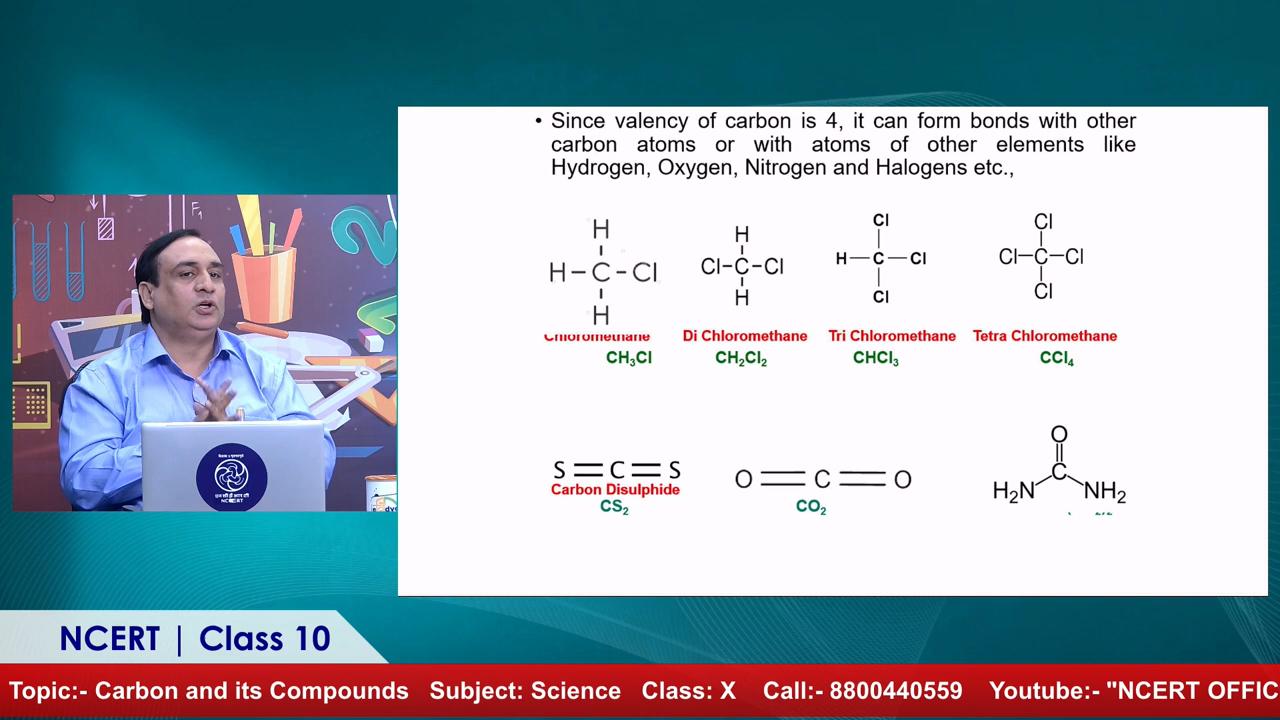 • Since valency of carbon is 4, it can form bonds with other
carbon atoms or with atoms of other elements like
Hydrogen, Oxygen, Nitrogen and Halogens etc.,
H
H–C–Cl
H
H
Cl–C–Cl
H
Cl
H—C—Cl
Cl
Cl
Cl–C–Cl
Cl
Chloromethane Di Chloromethane Tri Chloromethane Tetra Chloromethane
CH₃Cl CH₂Cl₂ CHCl₃ CCl₄
S=C=S
Carbon Disulphide
CS₂
O=C=O
CO₂
O
C
H₂N NH₂
F₁
NCERT
NCERT | Class 10
Topic:- Carbon and its Compounds Subject: Science Class: X Call:- 8800440559 Youtube:- "NCERT OFFIC